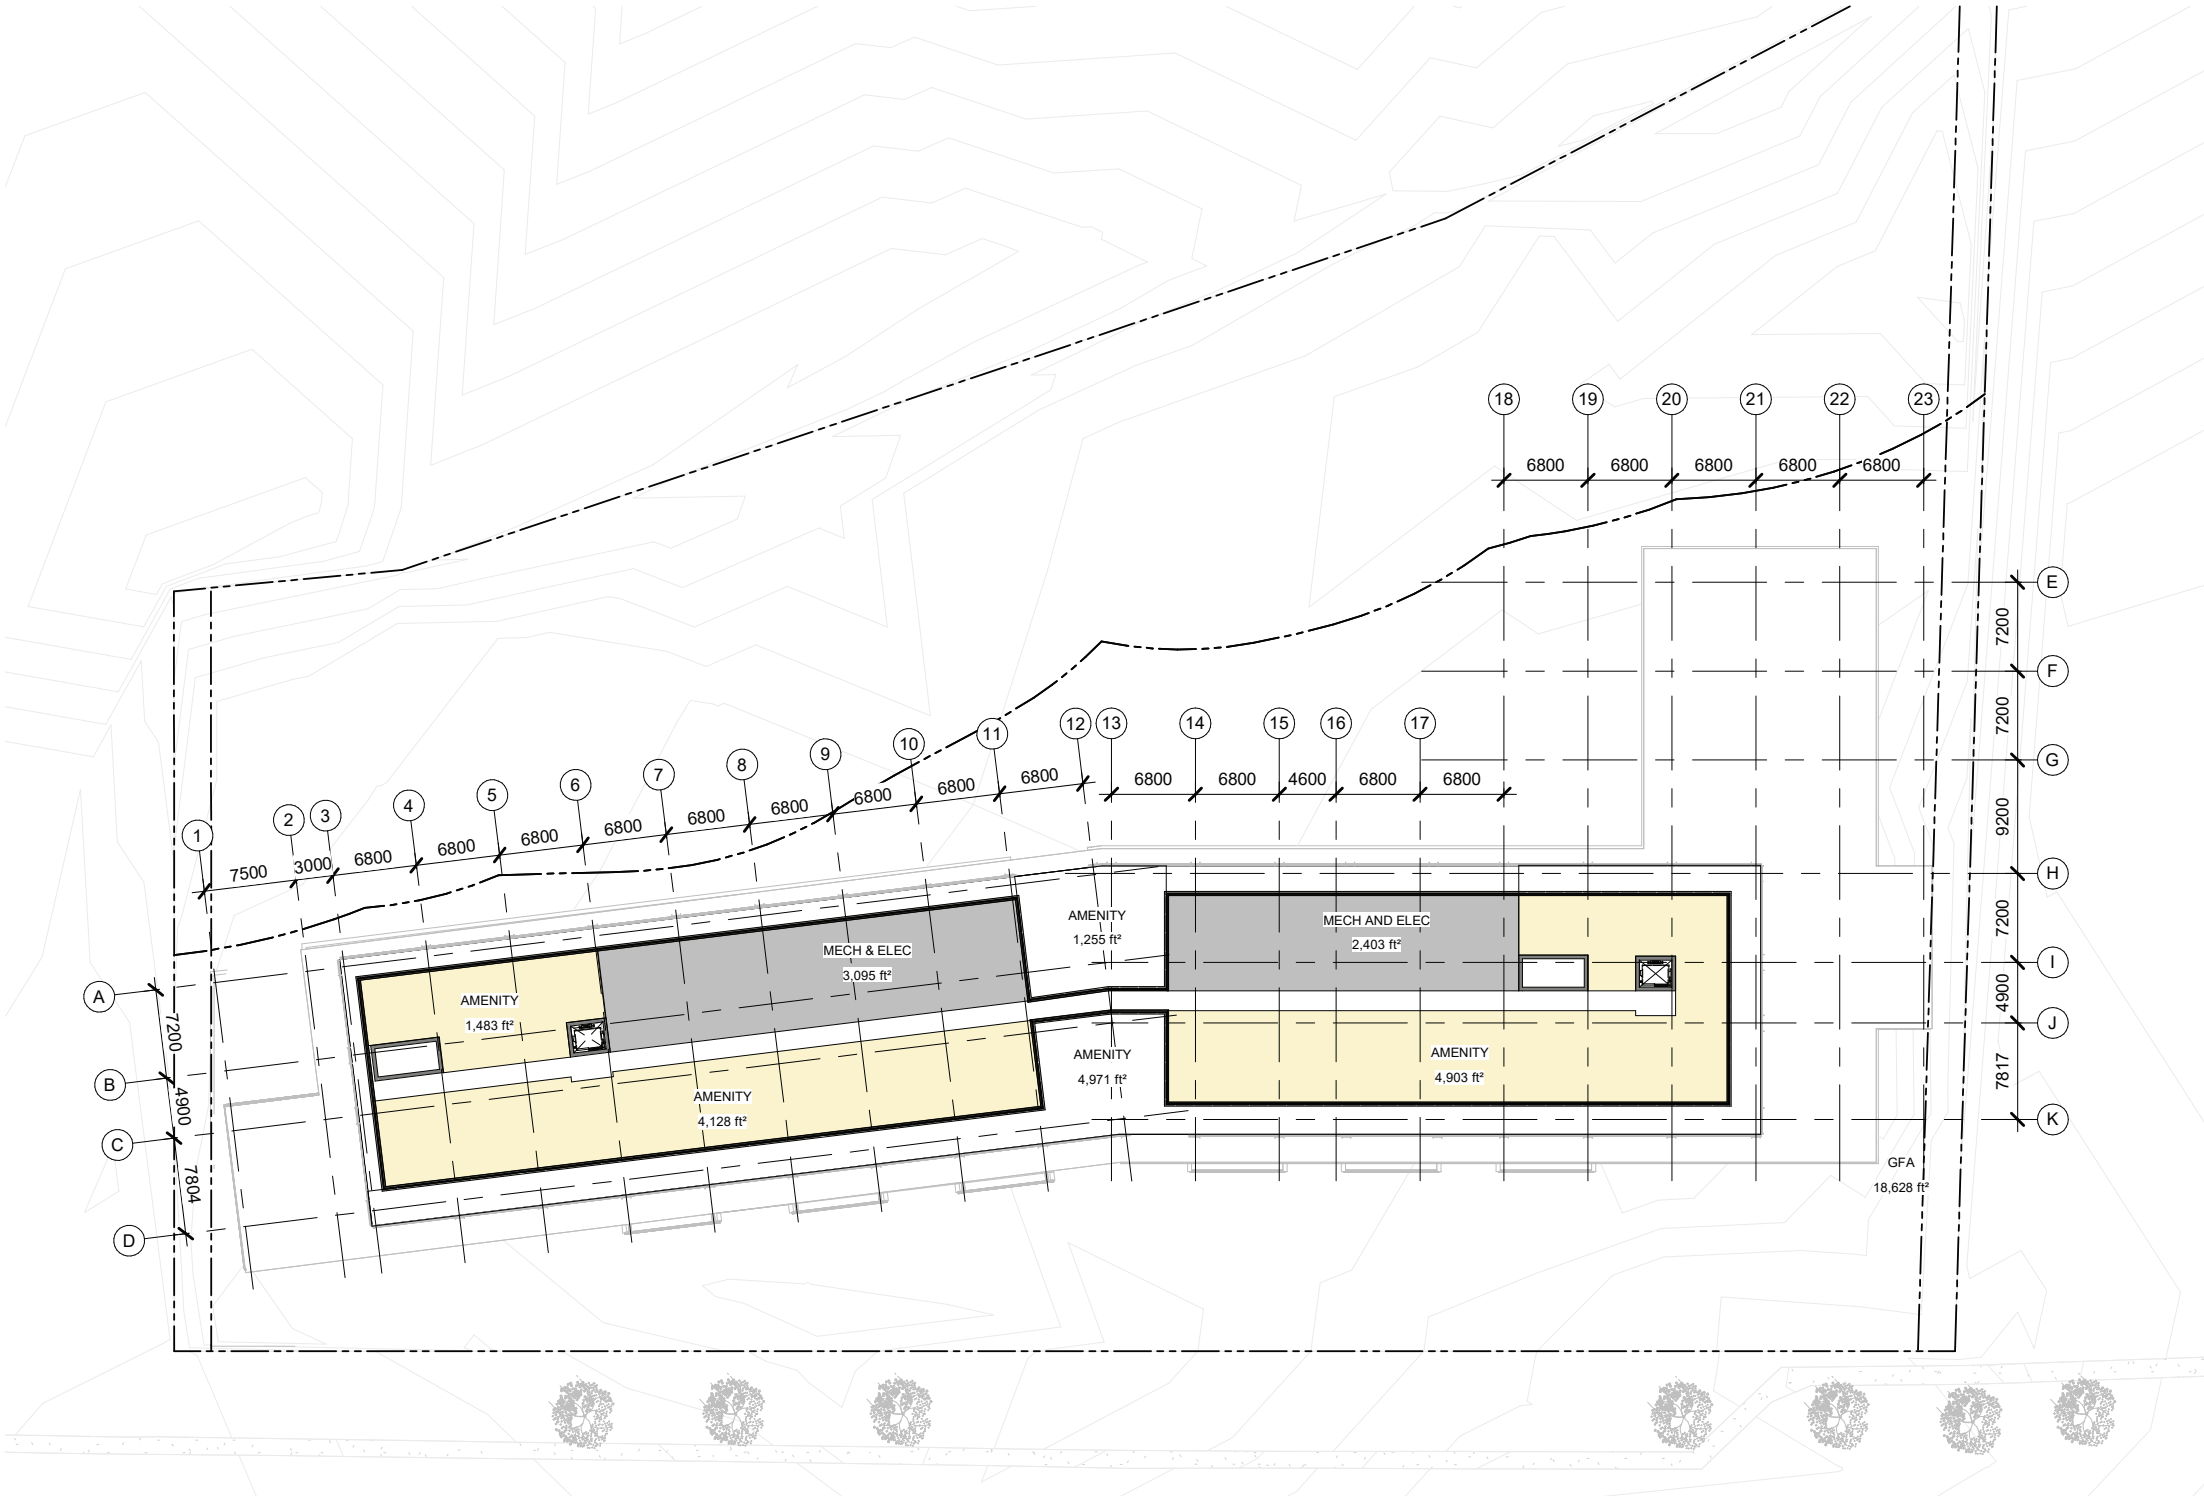 18 19 20 21 22 23
6800 6800 6800 6800 6800
E
7200
F
7200
G
9200
H
7200
I
4900
J
7817
K
1 2 3 4 5 6 7 8 9 10 11 12 13 14 15 16 17
7500 3000 6800 6800 6800 6800 6800 6800 6800 6800 6800
6800 6800 4600 6800 6800
A
7200
B
4900
C
7804
D
AMENITY
1,483 ft²
MECH & ELEC
3,095 ft²
AMENITY
1,255 ft²
MECH AND ELEC
2,403 ft²
AMENITY
4,128 ft²
AMENITY
4,971 ft²
AMENITY
4,903 ft²
GFA
18,628 ft²